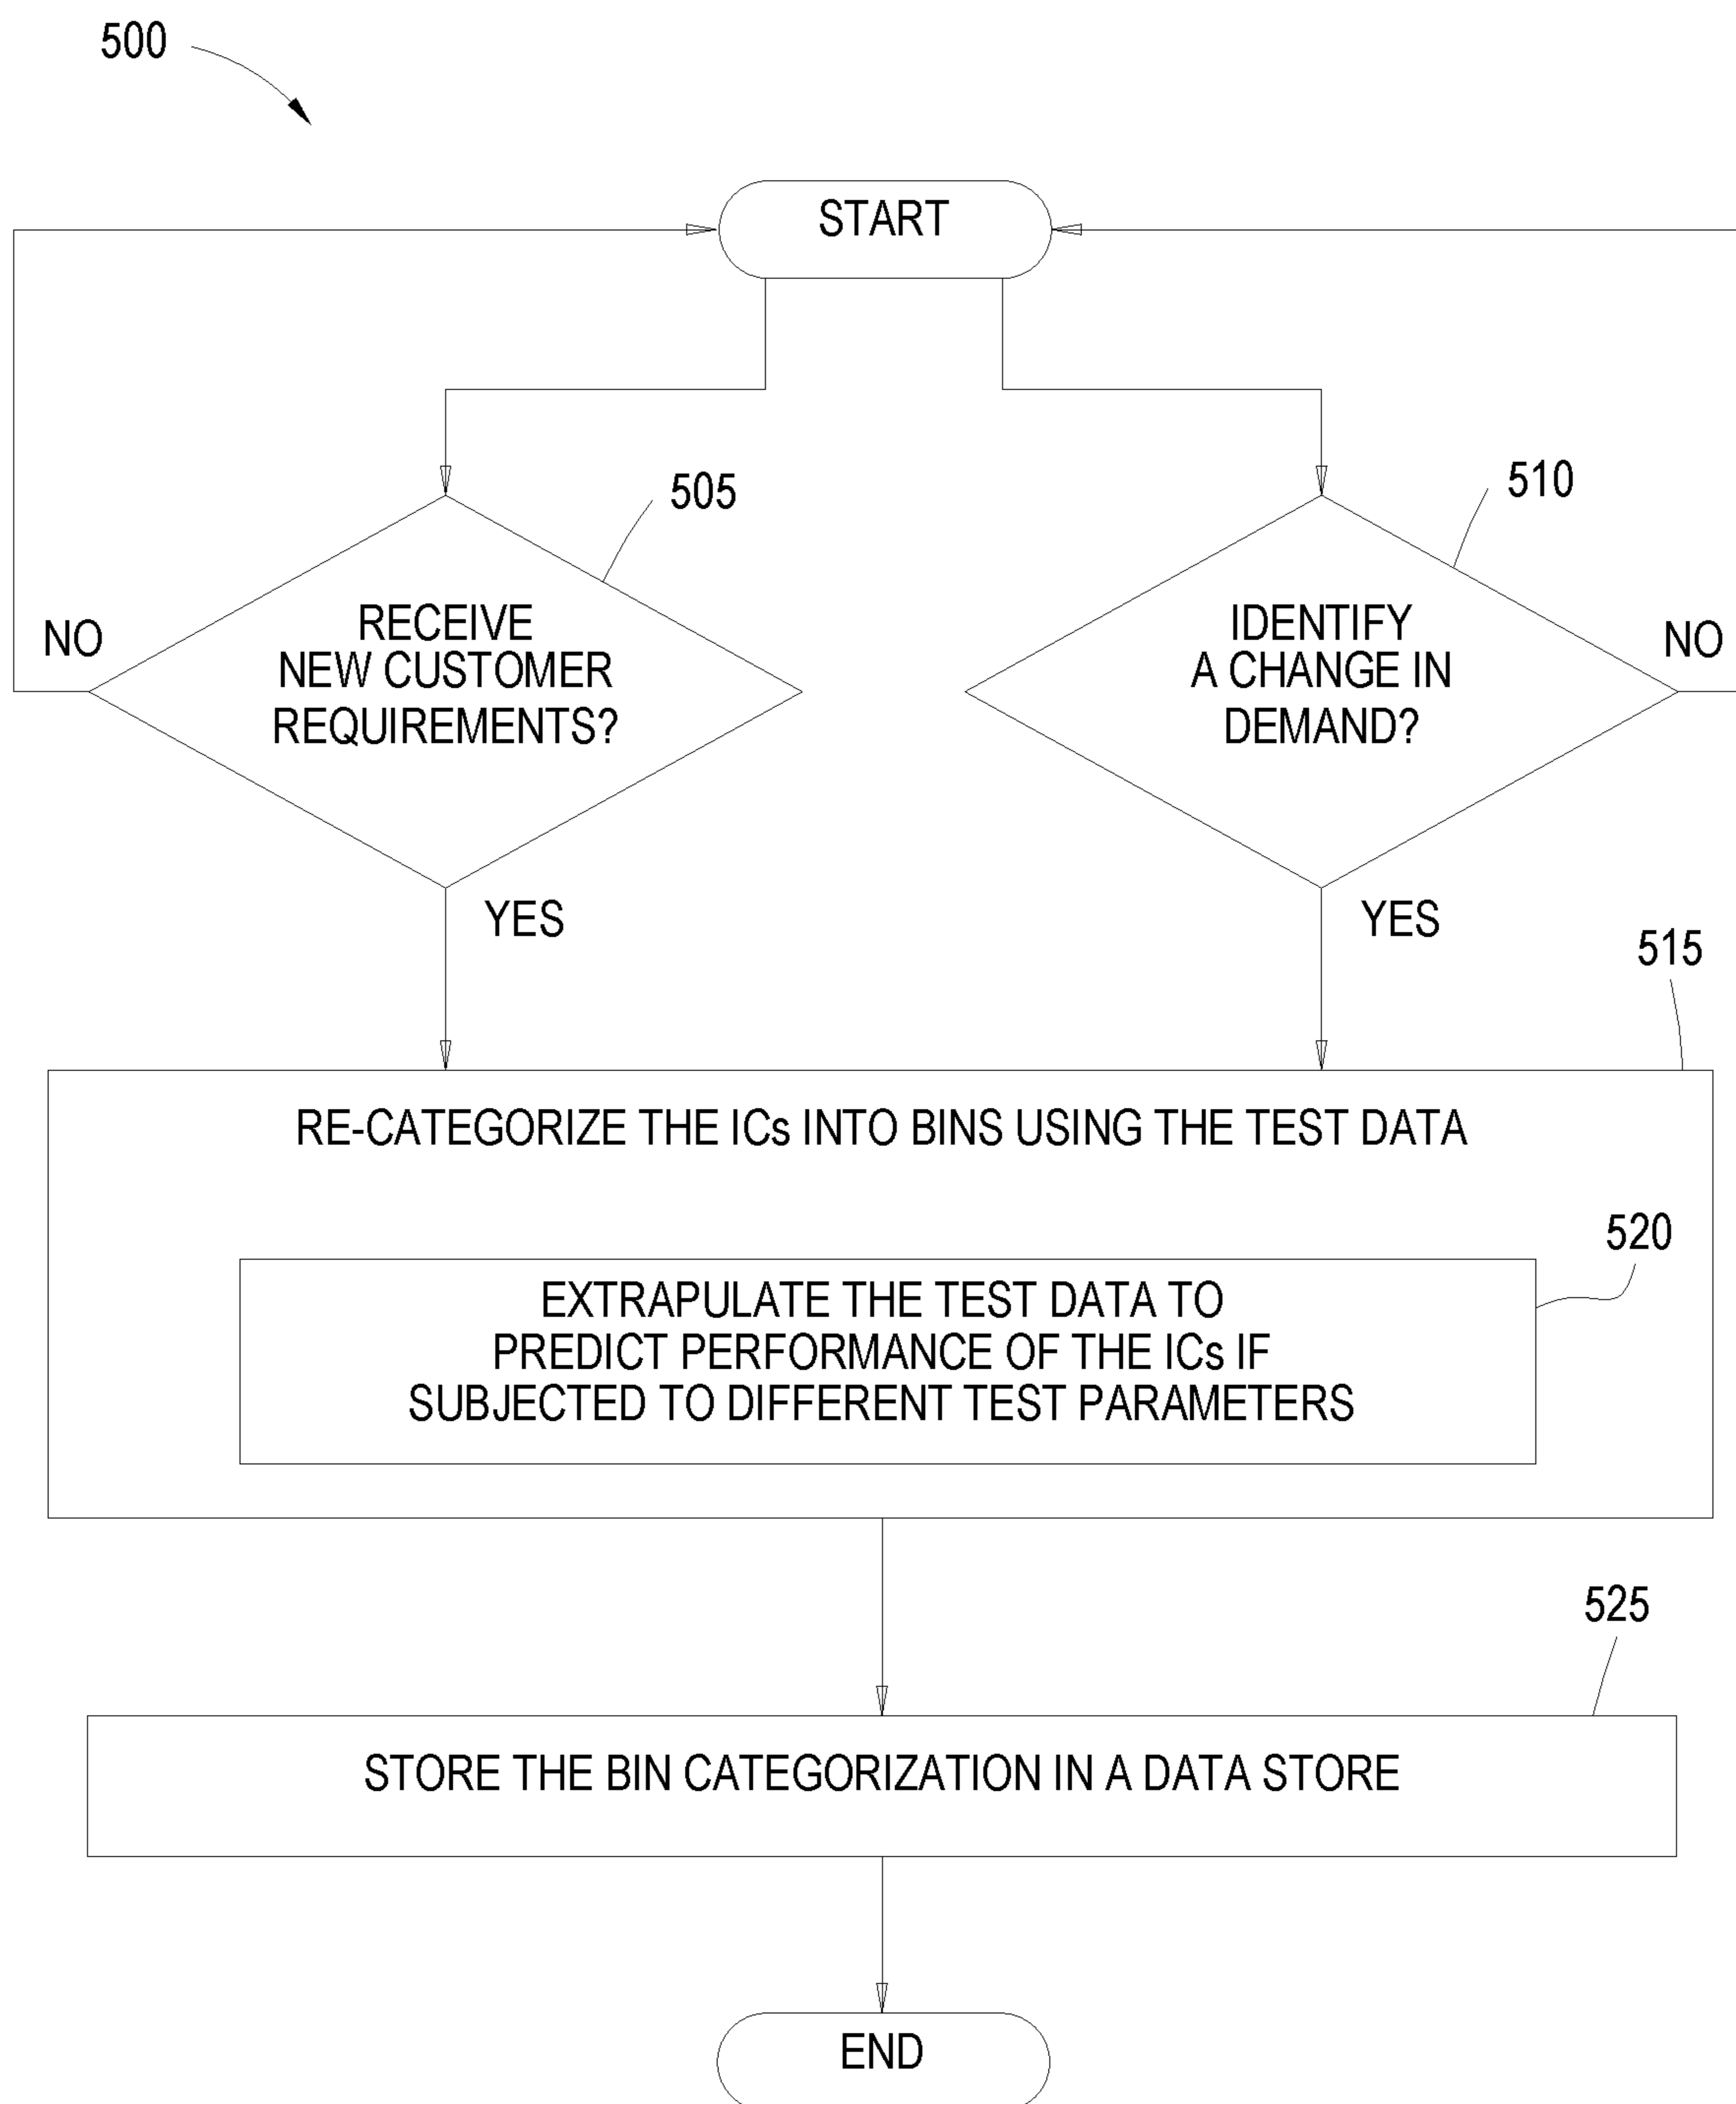 500
START
505
510
RECEIVE
NEW CUSTOMER
REQUIREMENTS?
NO
IDENTIFY
A CHANGE IN
DEMAND?
NO
YES
YES
515
RE-CATEGORIZE THE ICs INTO BINS USING THE TEST DATA
520
EXTRAPULATE THE TEST DATA TO
PREDICT PERFORMANCE OF THE ICs IF
SUBJECTED TO DIFFERENT TEST PARAMETERS
525
STORE THE BIN CATEGORIZATION IN A DATA STORE
END